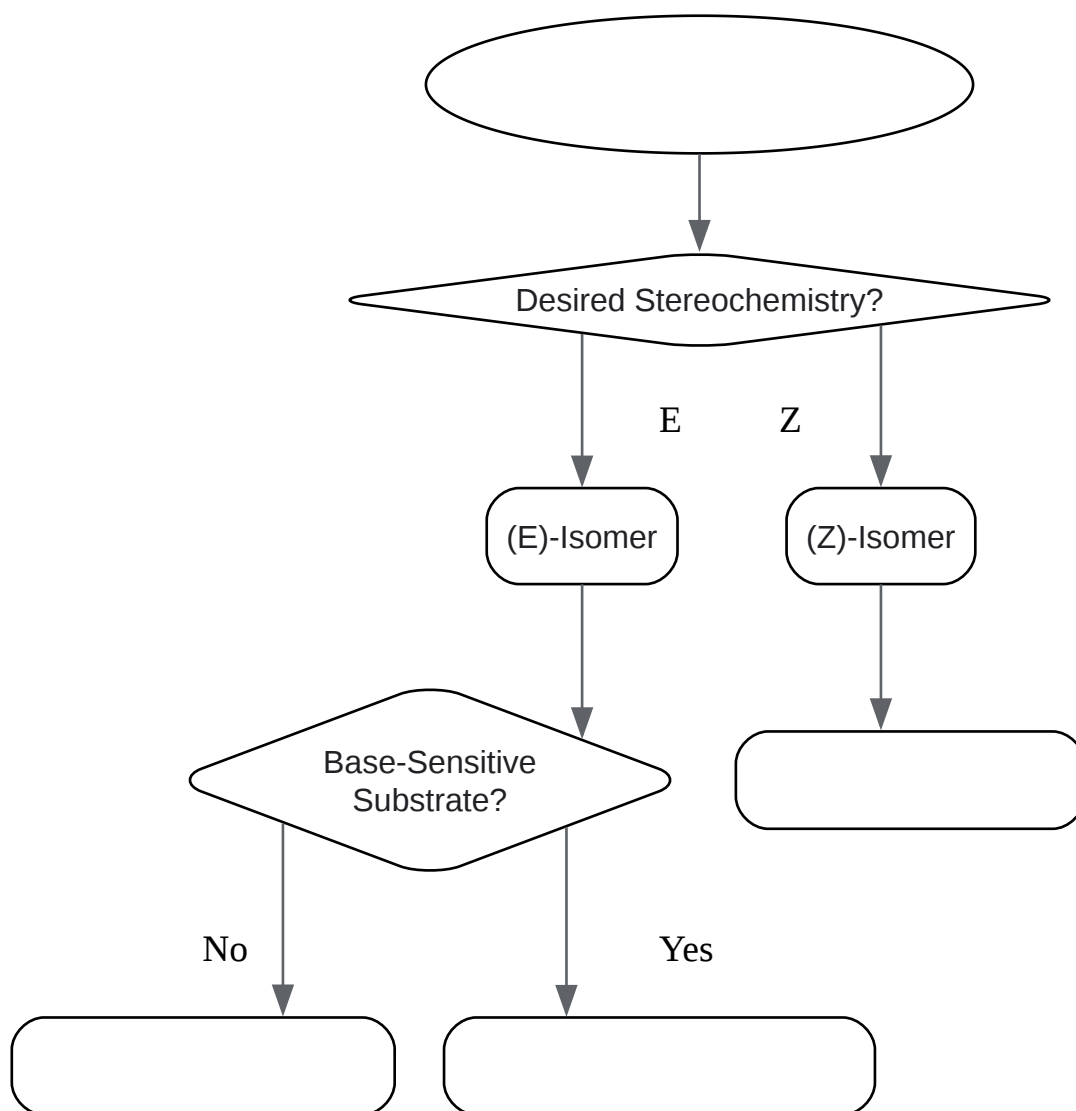 Desired Stereochemistry?
E
Z
(E)-Isomer
(Z)-Isomer
Base-Sensitive
Substrate?
No
Yes